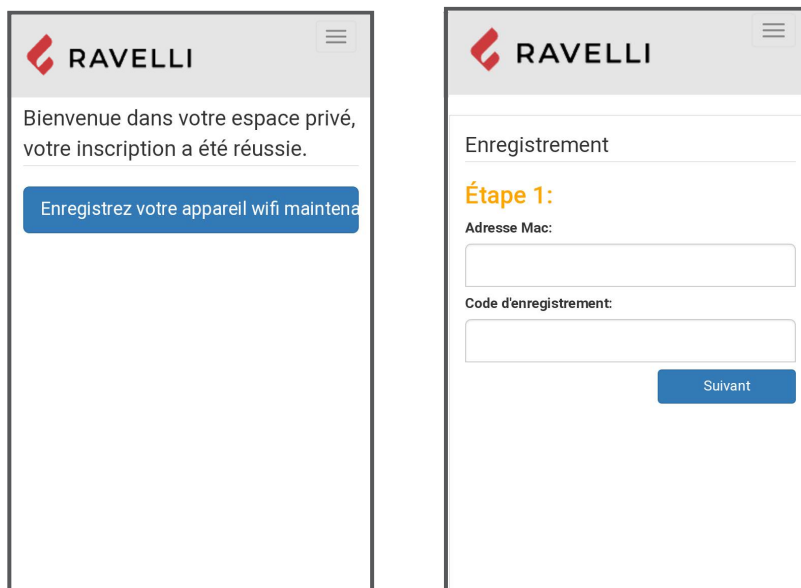 RAVELLI
Bienvenue dans votre espace privé,
votre inscription a été réussie.
Enregistrez votre appareil wifi maintena
RAVELLI
Enregistrement
Étape 1:
Adresse Mac:
Code d'enregistrement:
Suivant